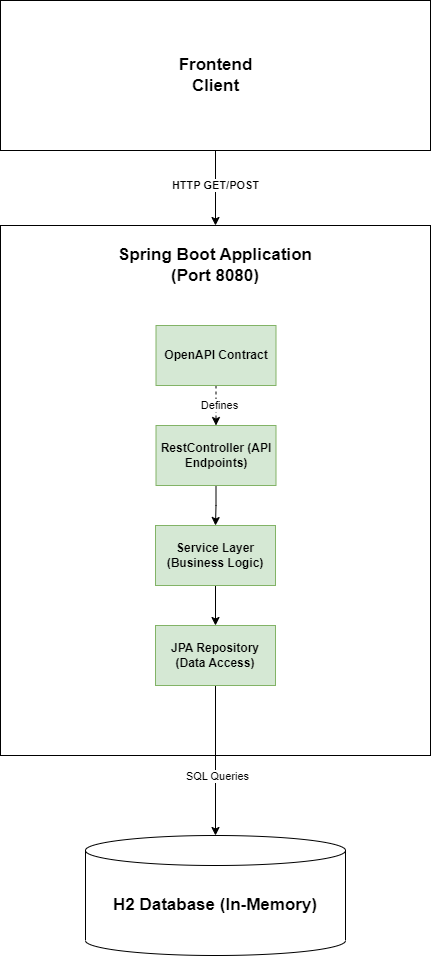 Frontend
Client
HTTP GET/POST
Spring Boot Application
(Port 8080)
OpenAPI Contract
Defines
RestController (API
Endpoints)
Service Layer
(Business Logic)
JPA Repository
(Data Access)
SQL Queries
H2 Database (In-Memory)